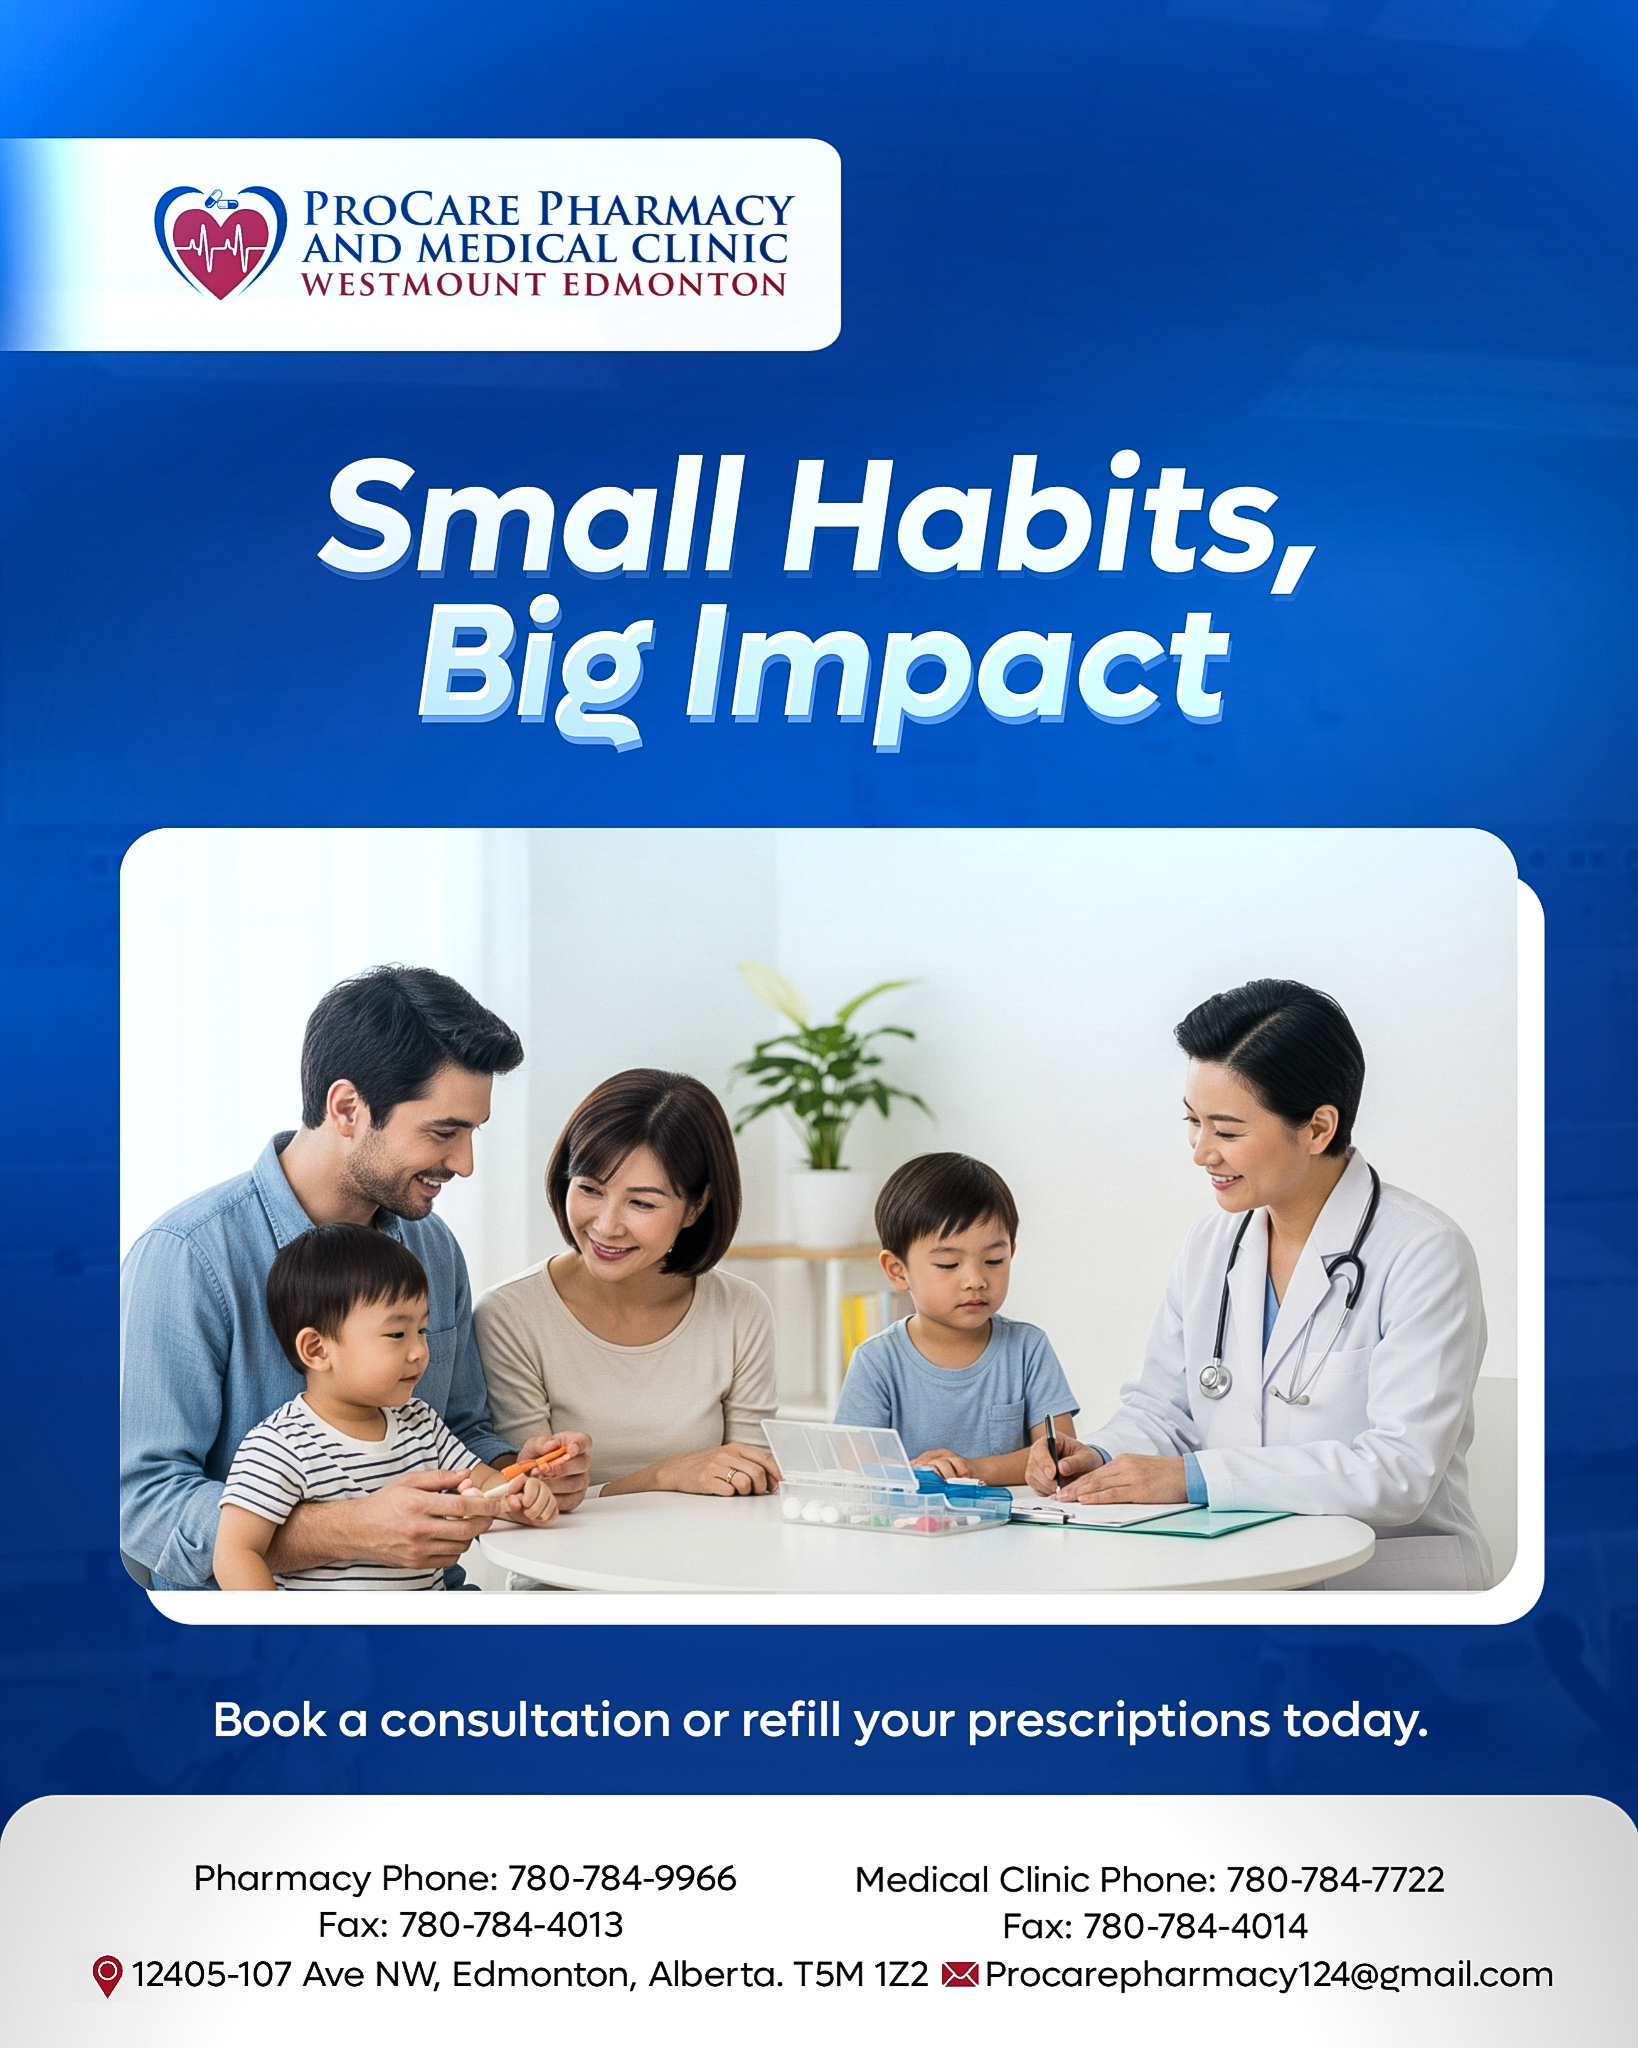 PROCARE PHARMACY
AND MEDICAL CLINIC
WESTMOUNT EDMONTON
Small Habits,
Big Impact
Book a consultation or refill your prescriptions today.
Pharmacy Phone: 780-784-9966
Fax: 780-784-4013
Medical Clinic Phone: 780-784-7722
Fax: 780-784-4014
12405-107 Ave NW, Edmonton, Alberta. T5M 1Z2
Procarepharmacy124@gmail.com